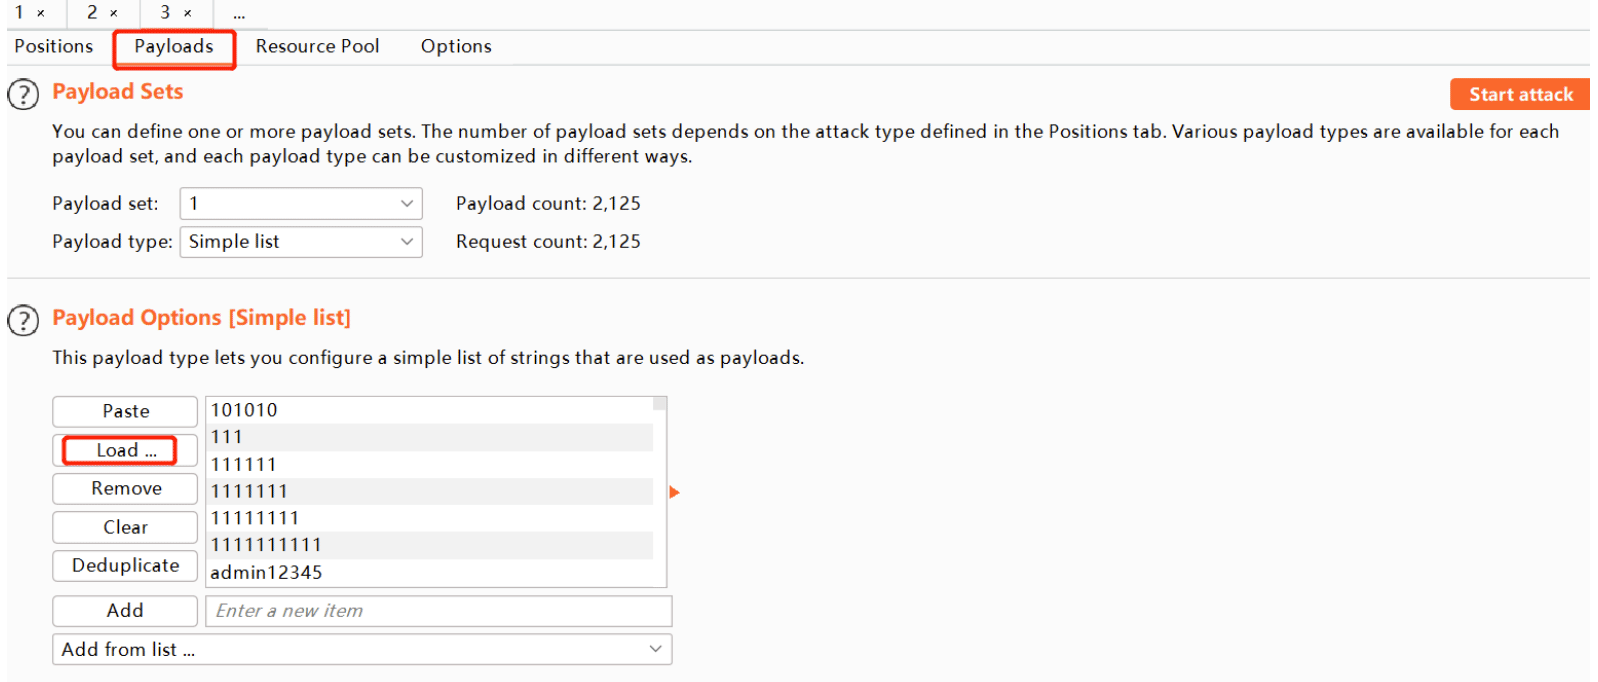 1 × 2 × 3 × ...
Positions Payloads Resource Pool Options
? Payload Sets Start attack
You can define one or more payload sets. The number of payload sets depends on the attack type defined in the Positions tab. Various payload types are available for each
payload set, and each payload type can be customized in different ways.
Payload set: 1 Payload count: 2,125
Payload type: Simple list Request count: 2,125
? Payload Options [Simple list]
This payload type lets you configure a simple list of strings that are used as payloads.
Paste 101010
111
Load ...
111111
Remove 1111111
11111111
Clear
1111111111
Deduplicate admin12345
Add Enter a new item
Add from list ...